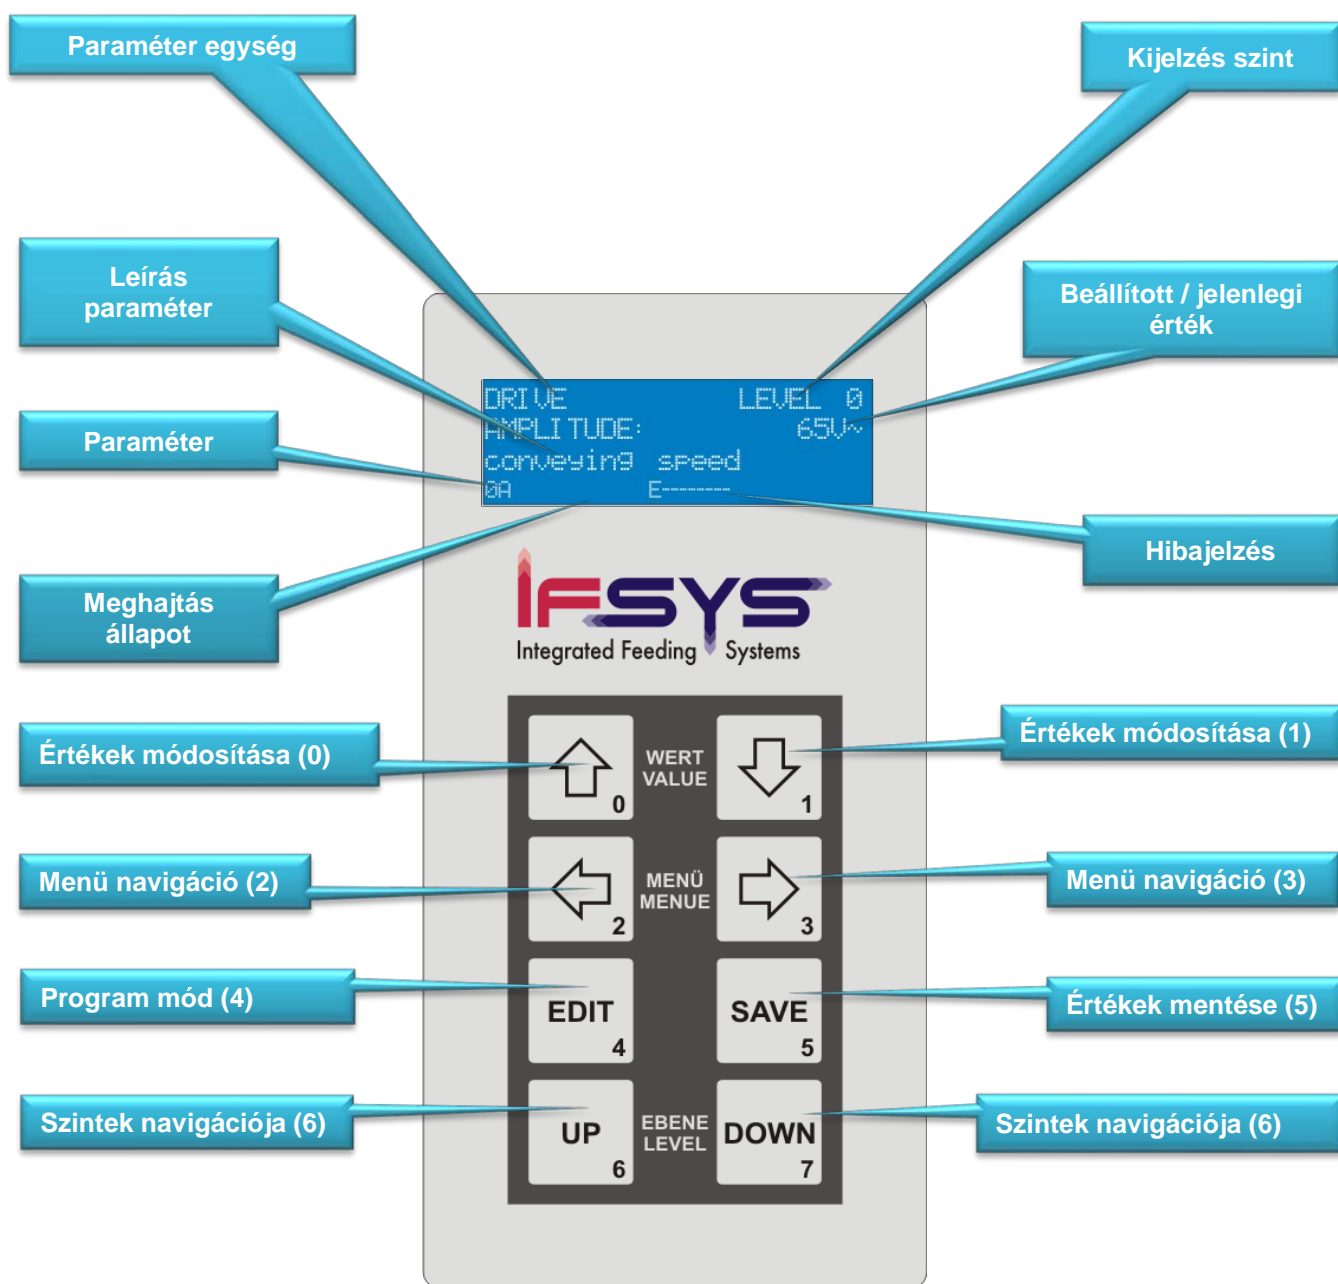 Paraméter egység
Kijelzés szint
Leírás
paraméter
Beállított / jelenlegi
érték
DRIVE LEVEL 0
AMPLITUDE: 65V~
conveying speed
0A E--------
Paraméter
Hibajelzés
Meghajtás
állapot
IFSYS
Integrated Feeding Systems
Értékek módosítása (0)
Értékek módosítása (1)
0
WERT
VALUE
1
Menü navigáció (2)
Menü navigáció (3)
2
MENÜ
MENUE
3
Program mód (4)
Értékek mentése (5)
EDIT
4
SAVE
5
Szintek navigációja (6)
Szintek navigációja (6)
UP
6
EBENE
LEVEL
DOWN
7